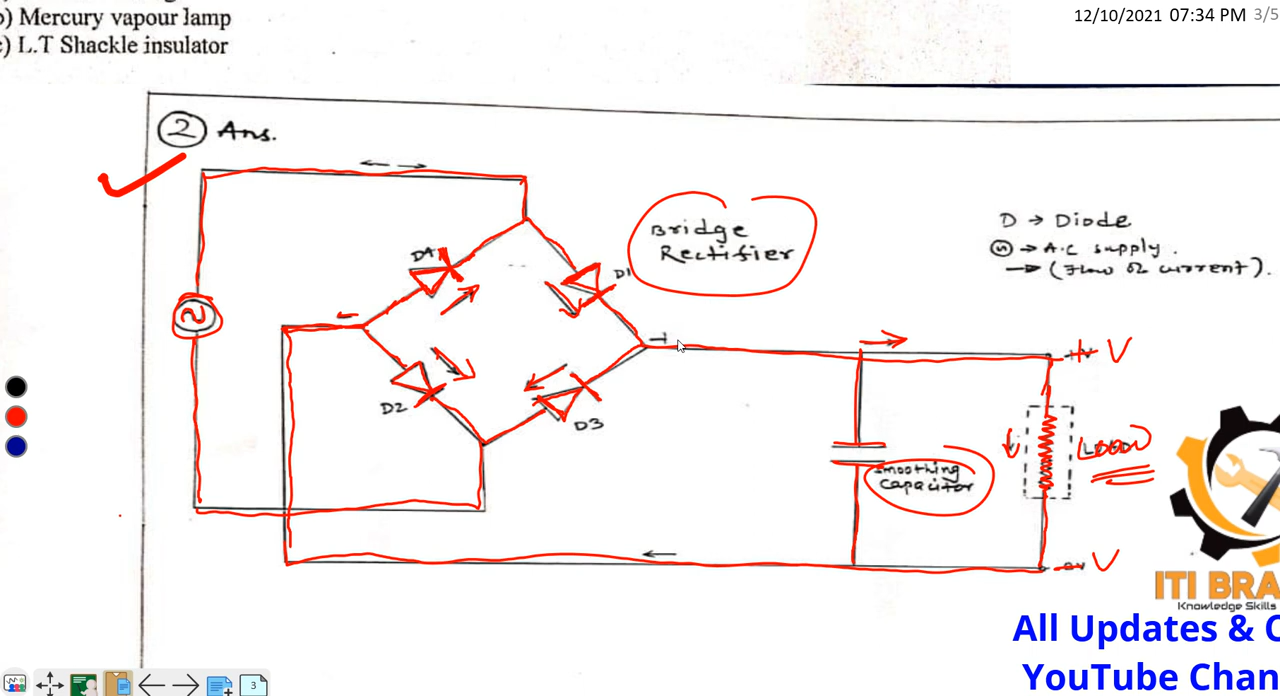 12/10/2021 07:34 PM 3/5
) Mercury vapour lamp
) L.T Shackle insulator
2 Ans.
Bridge
Rectifier
D → Diode
→ A.C supply.
→ (Flow of current).
D4
D1
D2
D3
+V
Smoothing
Capacitor
LOAD
-V
ITI BRA
Knowledge Skills
All Updates & C
YouTube Chan
3